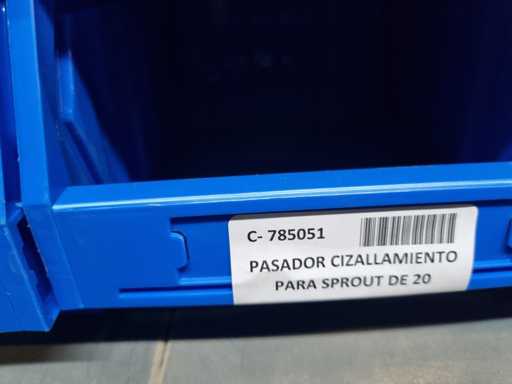 C- 785051
PASADOR CIZALLAMIENTO
PARA SPROUT DE 20